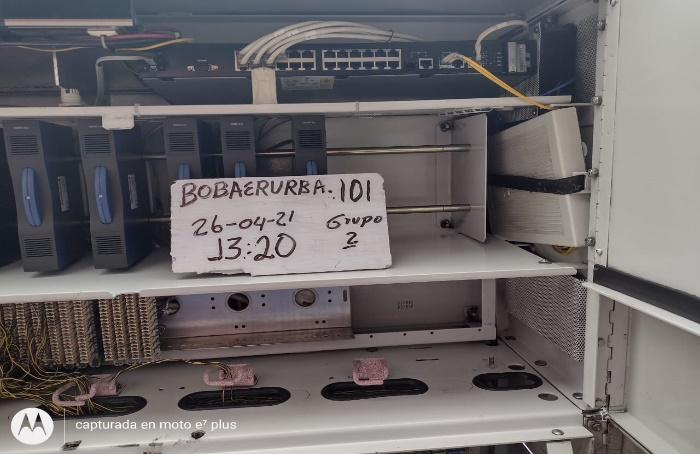 BOBAERURBA.101
26-04-21 Grupo
13:20 2
capturada en moto e⁷ plus